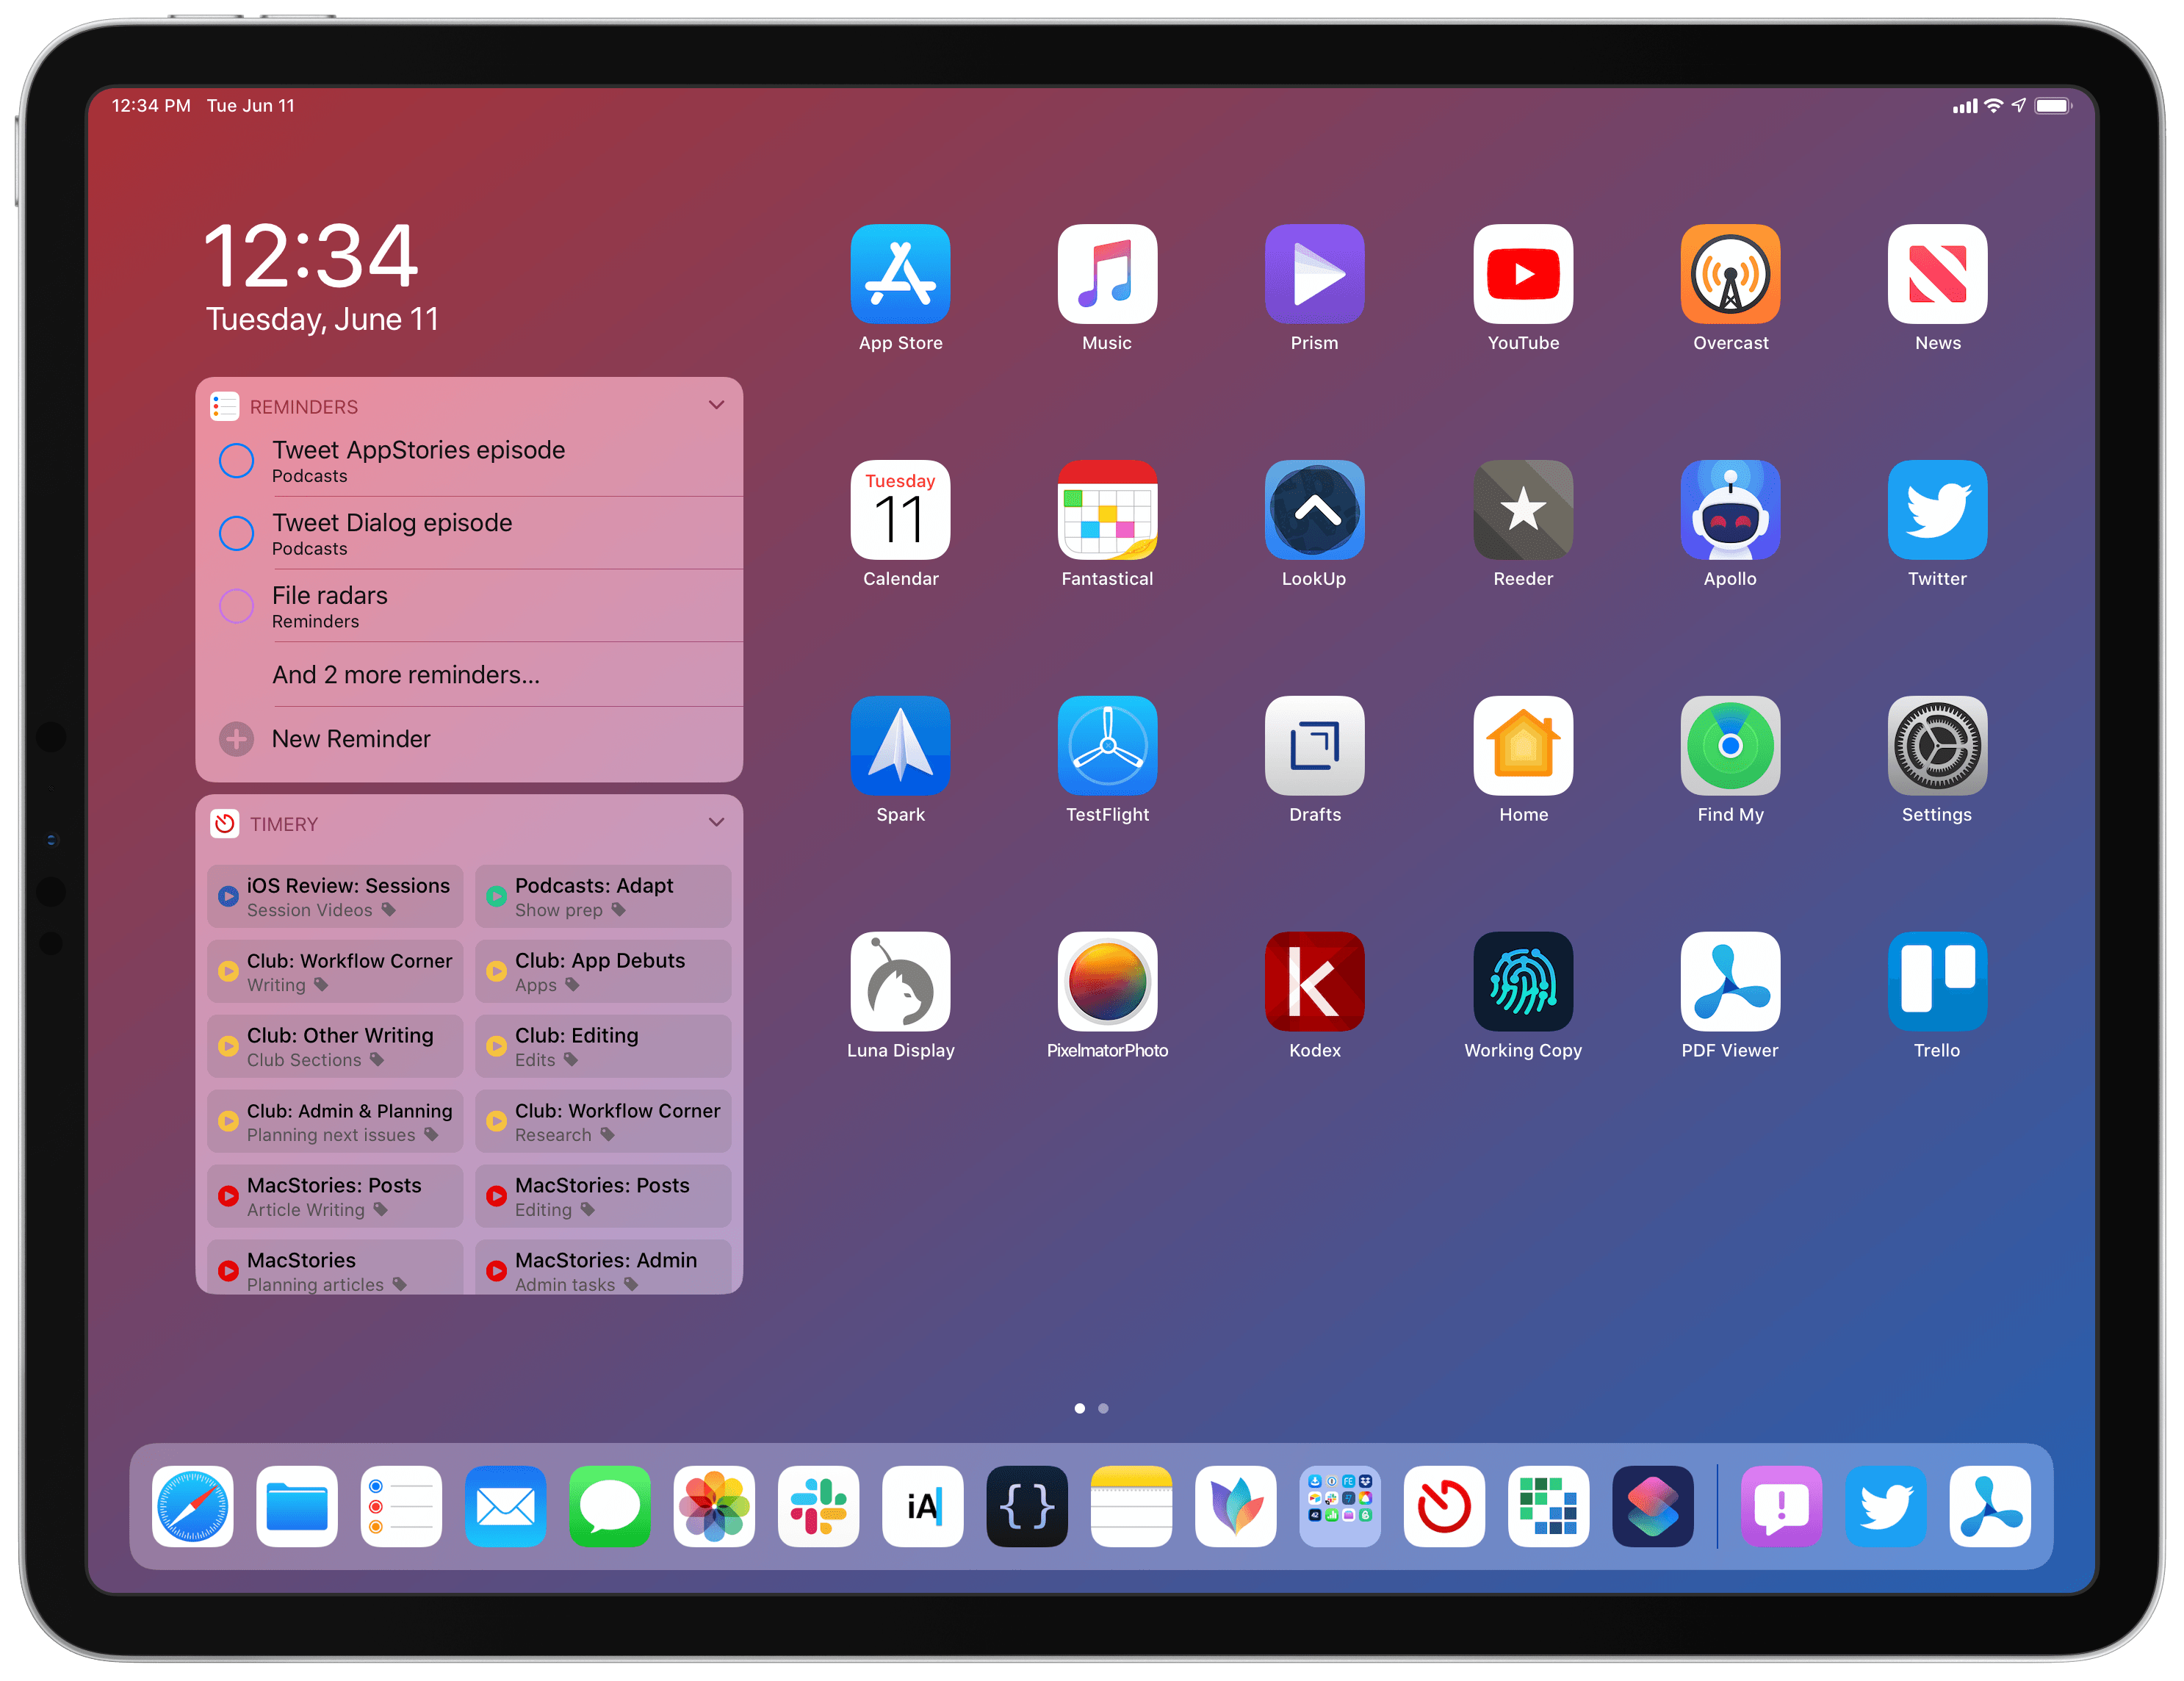 12:34 PM Tue Jun 11
12:34
Tuesday, June 11
REMINDERS
Tweet AppStories episode
Podcasts
Tweet Dialog episode
Podcasts
File radars
Reminders
And 2 more reminders...
New Reminder
TIMERY
iOS Review: Sessions
Session Videos
Podcasts: Adapt
Show prep
Club: Workflow Corner
Writing
Club: App Debuts
Apps
Club: Other Writing
Club Sections
Club: Editing
Edits
Club: Admin & Planning
Planning next issues
Club: Workflow Corner
Research
MacStories: Posts
Article Writing
MacStories: Posts
Editing
MacStories
Planning articles
MacStories: Admin
Admin tasks
App Store
Music
Prism
YouTube
Overcast
News
Tuesday
11
Calendar
Fantastical
LookUp
Reeder
Apollo
Twitter
Spark
TestFlight
Drafts
Home
Find My
Settings
Luna Display
PixelmatorPhoto
K
Kodex
Working Copy
PDF Viewer
Trello
iA
{}